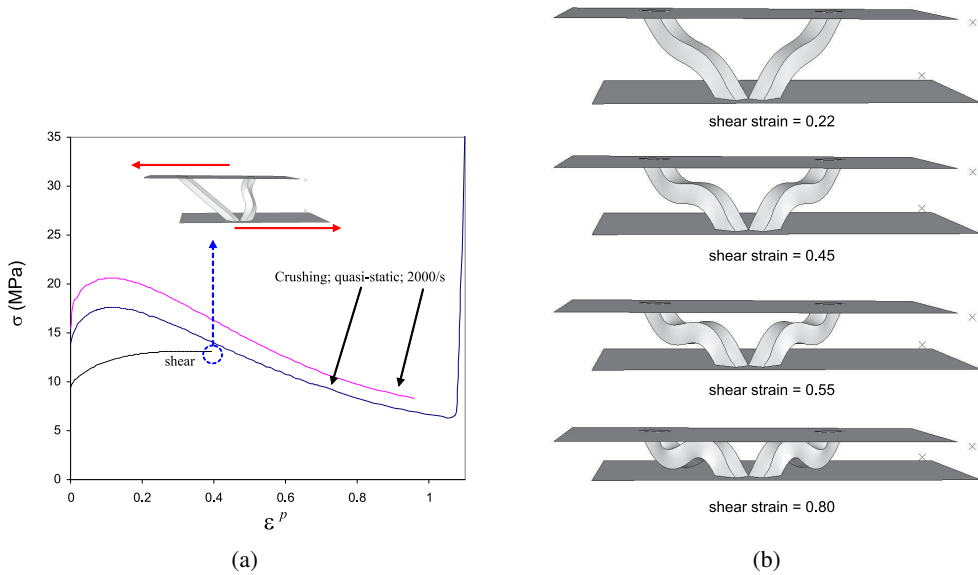 35
30
25
20
15
10
5
0
σ (MPa)
Crushing; quasi-static; 2000/s
shear
0 0.2 0.4 0.6 0.8 1
ε p
(a)
shear strain = 0.22
shear strain = 0.45
shear strain = 0.55
shear strain = 0.80
(b)